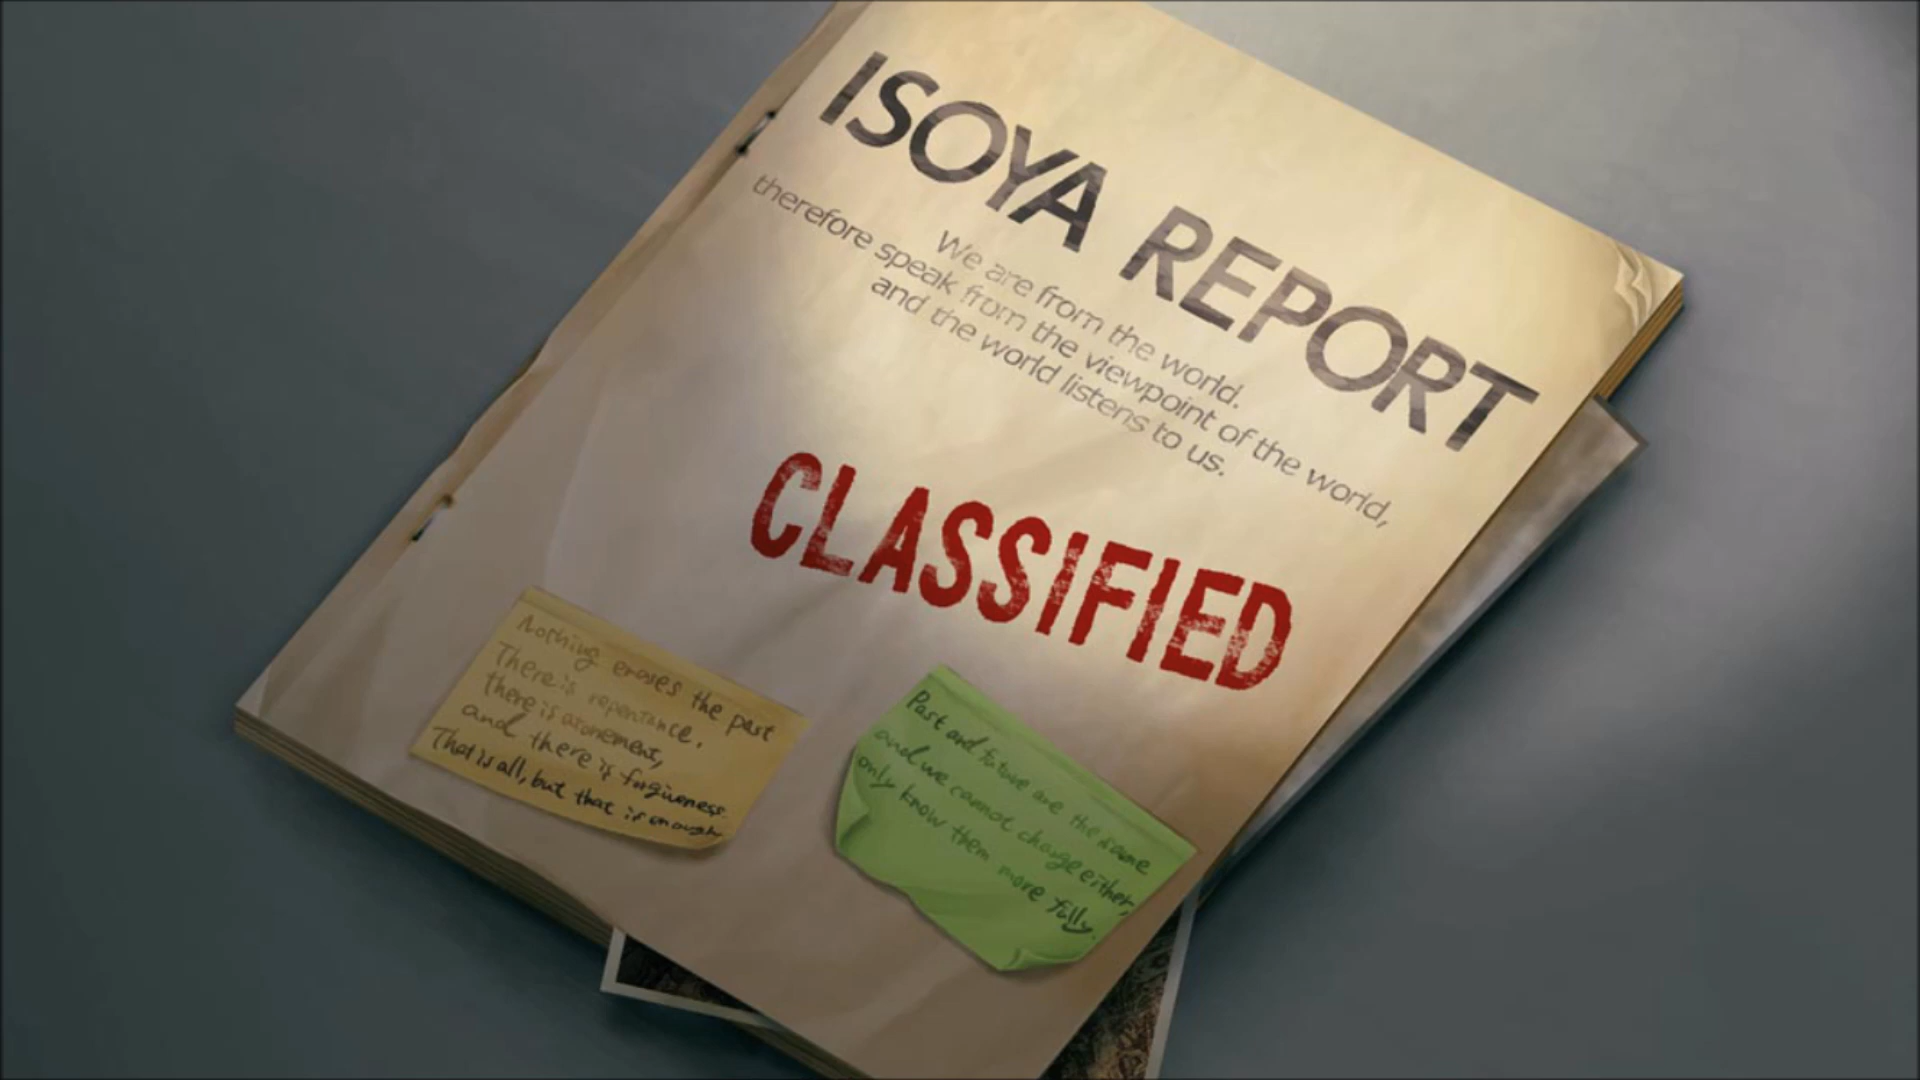 ISOYA REPORT
We are from the world.
therefore speak from the viewpoint of the world,
and the world listens to us.
CLASSIFIED
Nothing erases the past
There is repentance.
there is atonement,
and there is forgiveness.
That is all, but that is enough
Past and future are the same
and we cannot change either,
only know them more fully.